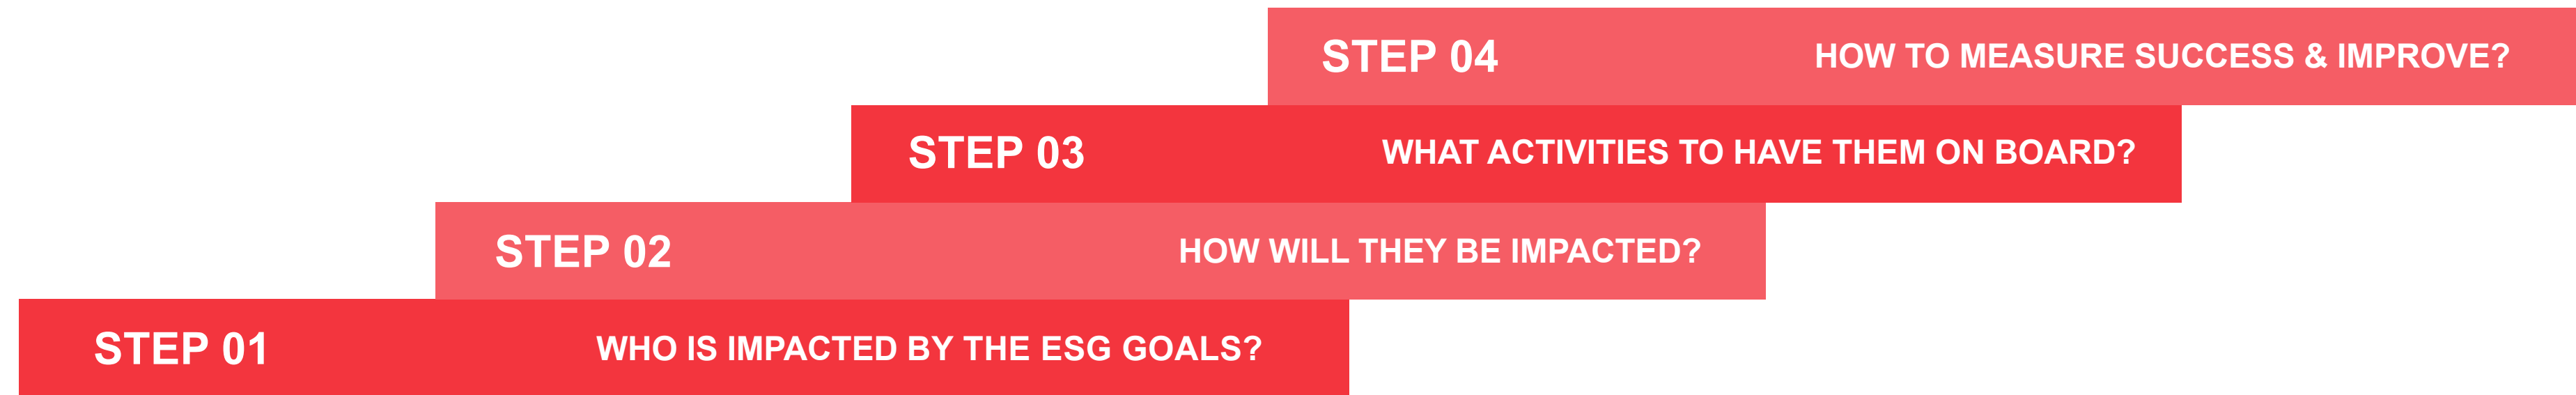 STEP 04 HOW TO MEASURE SUCCESS & IMPROVE?
STEP 03 WHAT ACTIVITIES TO HAVE THEM ON BOARD?
STEP 02 HOW WILL THEY BE IMPACTED?
STEP 01 WHO IS IMPACTED BY THE ESG GOALS?